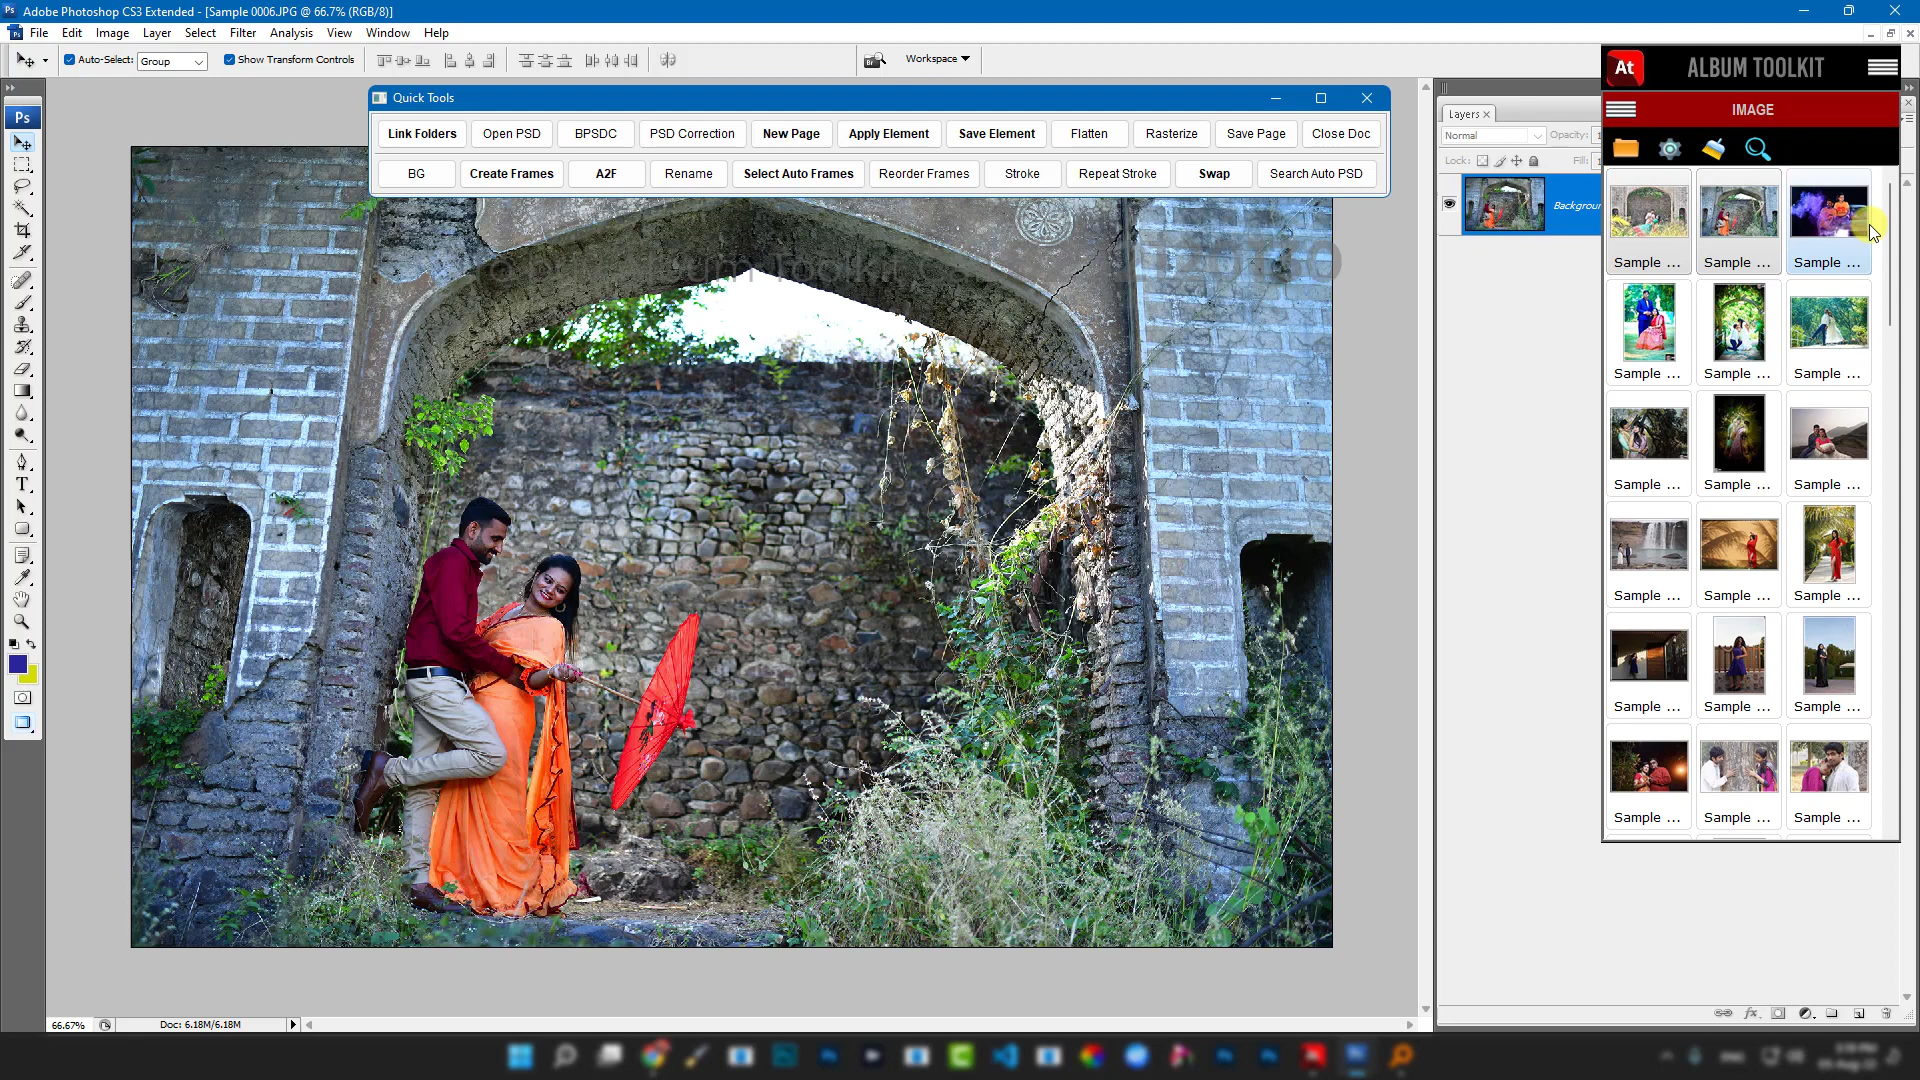 Adobe Photoshop CS3 Extended - [Sample 0006.JPG @ 66.7% (RGB/8)]
File Edit Image Layer Select Filter Analysis View Window Help
Auto-Select: Group Show Transform Controls Workspace
At ALBUM TOOLKIT
IMAGE
Quick Tools
Link Folders Open PSD BPSDC PSD Correction New Page Apply Element Save Element Flatten Rasterize Save Page Close Doc
BG Create Frames A2F Rename Select Auto Frames Reorder Frames Stroke Repeat Stroke Swap Search Auto PSD
Layers
Normal Opacity:
Lock: Fill:
Ps
Sample ... Sample ... Sample ...
Sample ... Sample ... Sample ...
Sample ... Sample ... Sample ...
Sample ... Sample ... Sample ...
Sample ... Sample ... Sample ...
Sample ... Sample ... Sample ...
66.67% Doc: 6.18M/6.18M